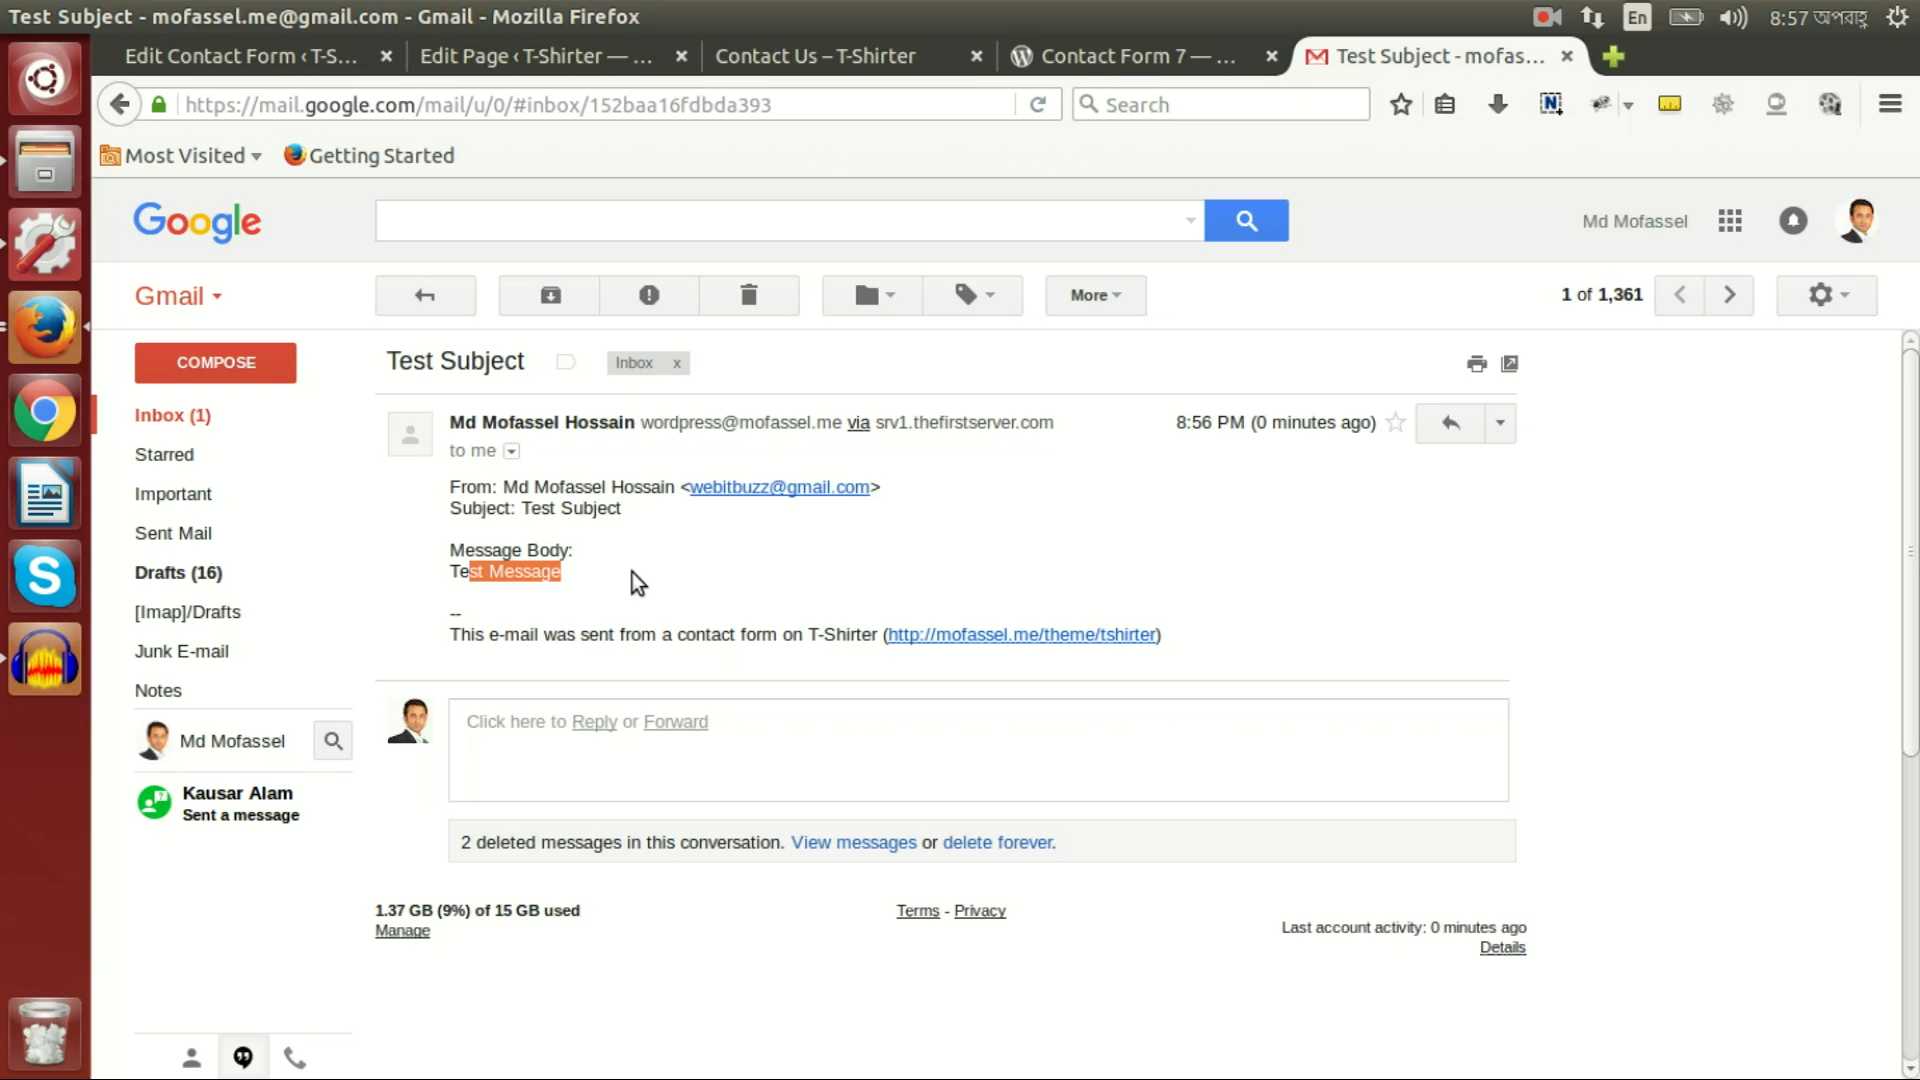 Test Subject - mofassel.me@gmail.com - Gmail - Mozilla Firefox
En
8:57 অপরাহ্ণ
Edit Contact Form ‹ T-S...
Edit Page ‹ T-Shirter — ...
Contact Us – T-Shirter
Contact Form 7 — ...
Test Subject - mofas...
https://mail.google.com/mail/u/0/#inbox/152baa16fdbda393
Search
Most Visited
Getting Started
Google
Md Mofassel
Gmail
More
1 of 1,361
COMPOSE
Test Subject
Inbox x
Inbox (1)
Starred
Important
Sent Mail
Drafts (16)
[Imap]/Drafts
Junk E-mail
Notes
Md Mofassel
Kausar Alam
Sent a message
Md Mofassel Hossain wordpress@mofassel.me via srv1.thefirstserver.com
8:56 PM (0 minutes ago)
to me
From: Md Mofassel Hossain <webitbuzz@gmail.com>
Subject: Test Subject
Message Body:
Test Message
--
This e-mail was sent from a contact form on T-Shirter (http://mofassel.me/theme/tshirter)
Click here to Reply or Forward
2 deleted messages in this conversation. View messages or delete forever.
1.37 GB (9%) of 15 GB used
Manage
Terms - Privacy
Last account activity: 0 minutes ago
Details